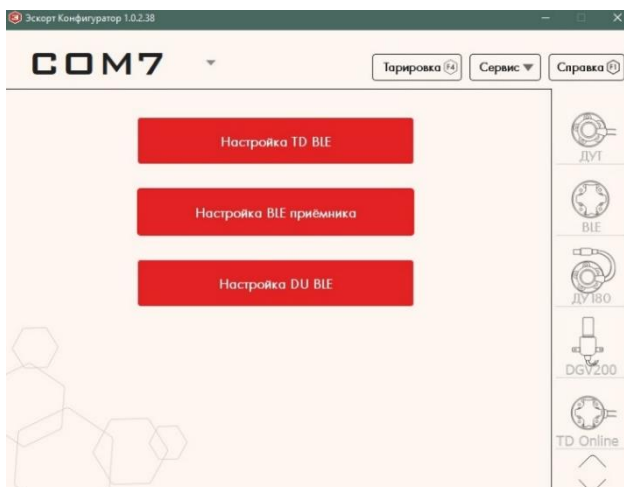 Эскорт Конфигуратор 1.0.2.38
COM7
Тарировка F4
Сервис
Справка F1
Настройка TD BLE
Настройка BLE приёмника
Настройка DU BLE
ДУТ
BLE
ДУ180
DGV200
TD Online